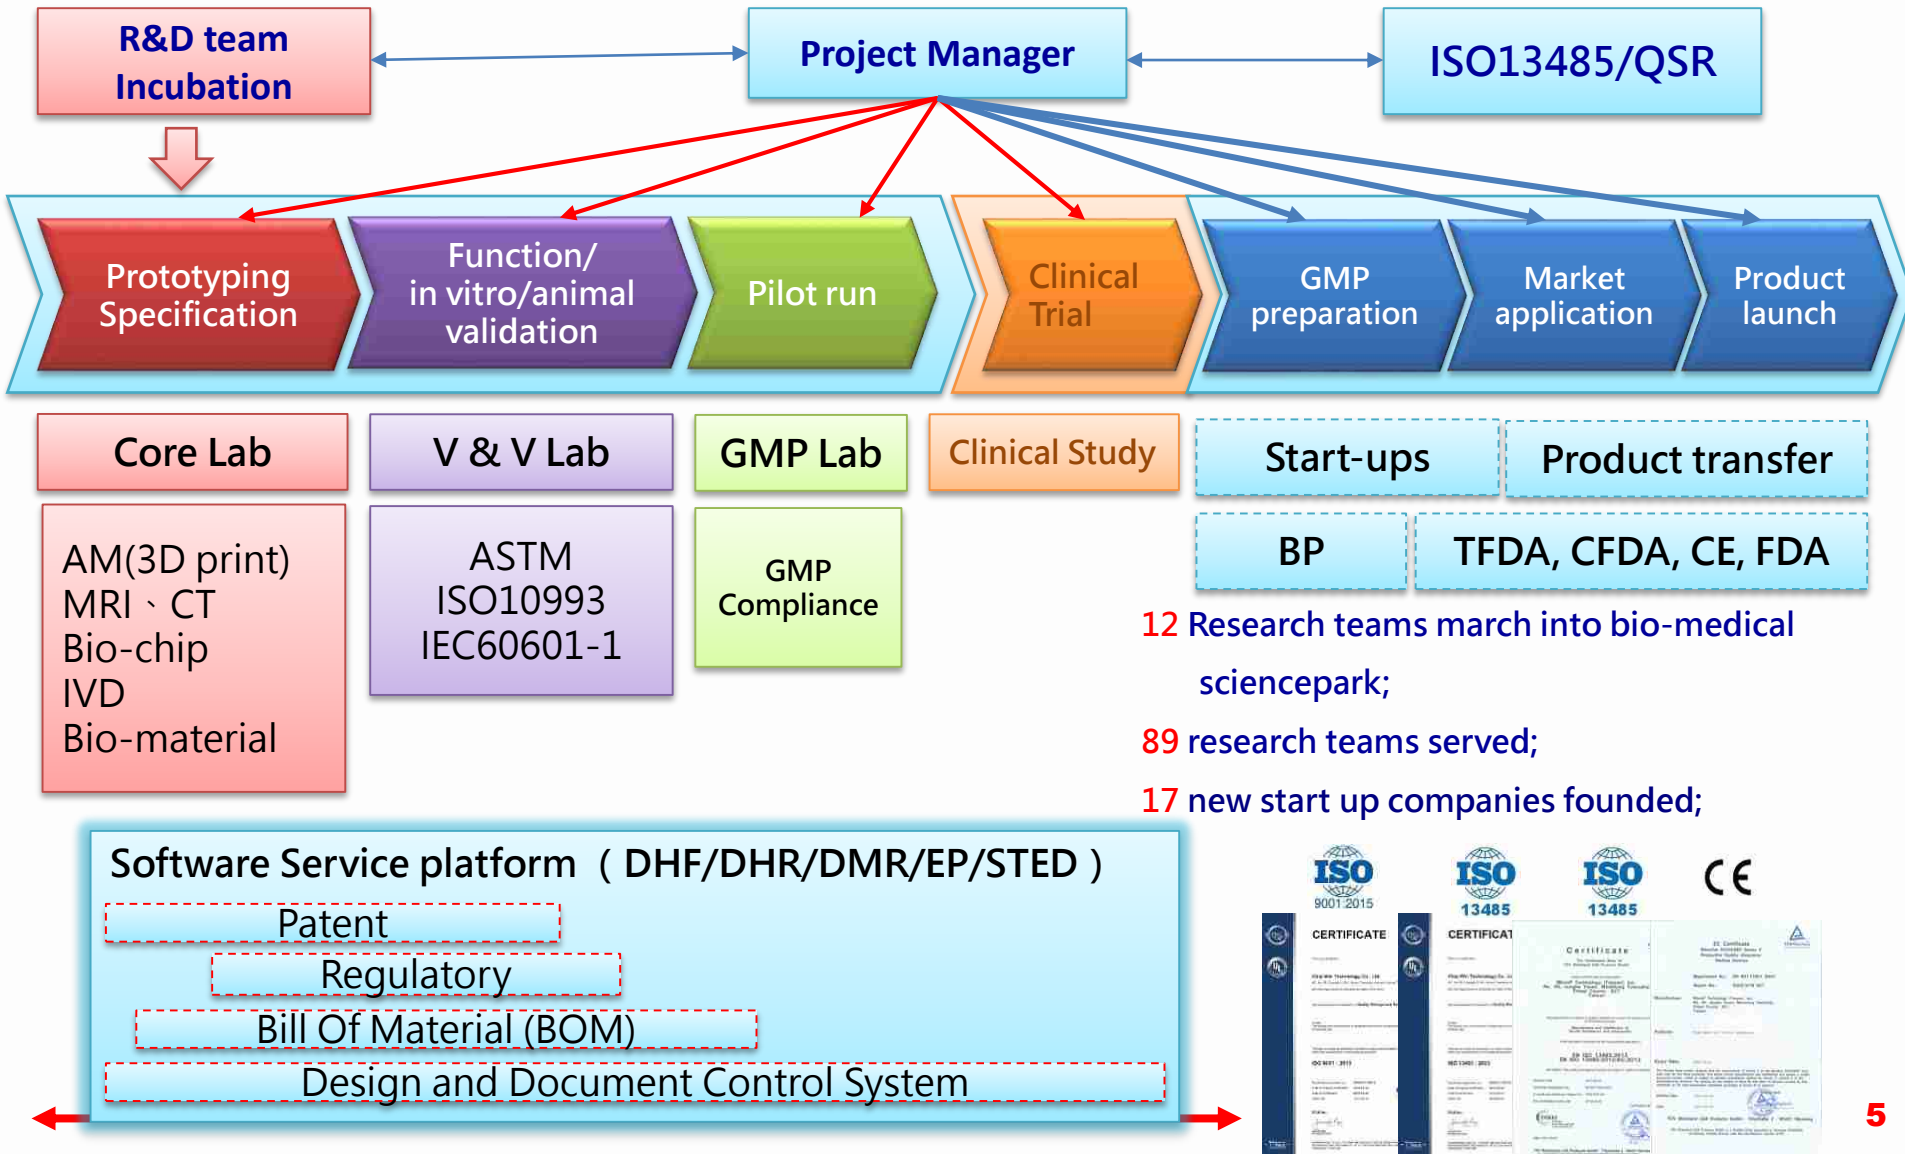 R&D team
Incubation
Project Manager
ISO13485/QSR
Prototyping
Specification
Function/
in vitro/animal
validation
Pilot run
Clinical
Trial
GMP
preparation
Market
application
Product
launch
Core Lab
V & V Lab
GMP Lab
Clinical Study
Start-ups
Product transfer
AM(3D print)
MRI、CT
Bio-chip
IVD
Bio-material
ASTM
ISO10993
IEC60601-1
GMP
Compliance
BP
TFDA, CFDA, CE, FDA
12 Research teams march into bio-medical
sciencepark;
89 research teams served;
17 new start up companies founded;
Software Service platform （ DHF/DHR/DMR/EP/STED ）
Patent
Regulatory
Bill Of Material (BOM)
Design and Document Control System
ISO
9001:2015
ISO
13485
ISO
13485
CE
CERTIFICATE
CERTIFICAT
Certificate
5